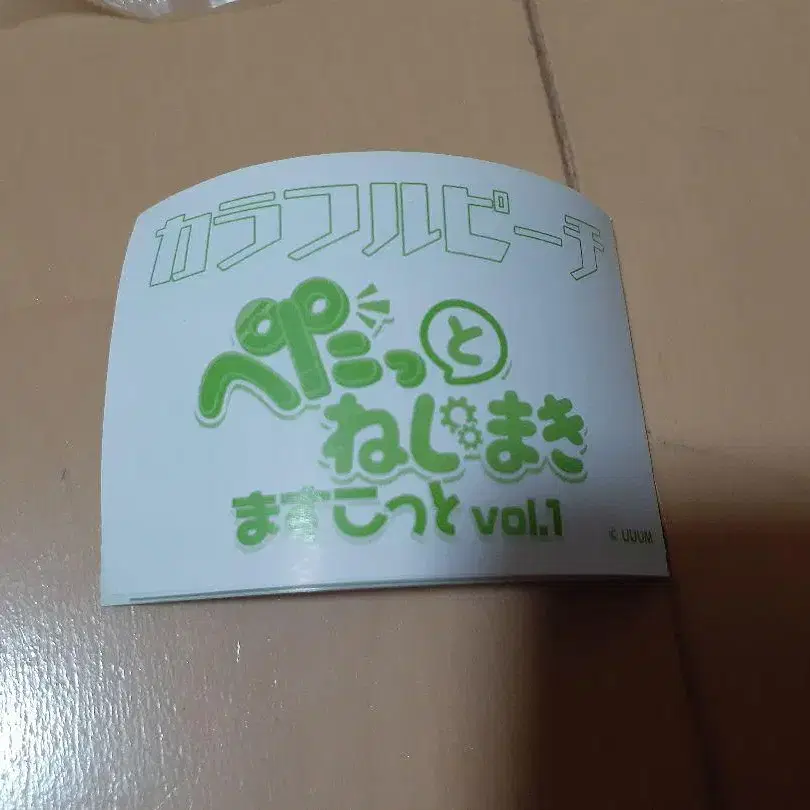 カラフルピーチ
ぺたっと
ねじまき
ますこっと vol.1
© UUUM